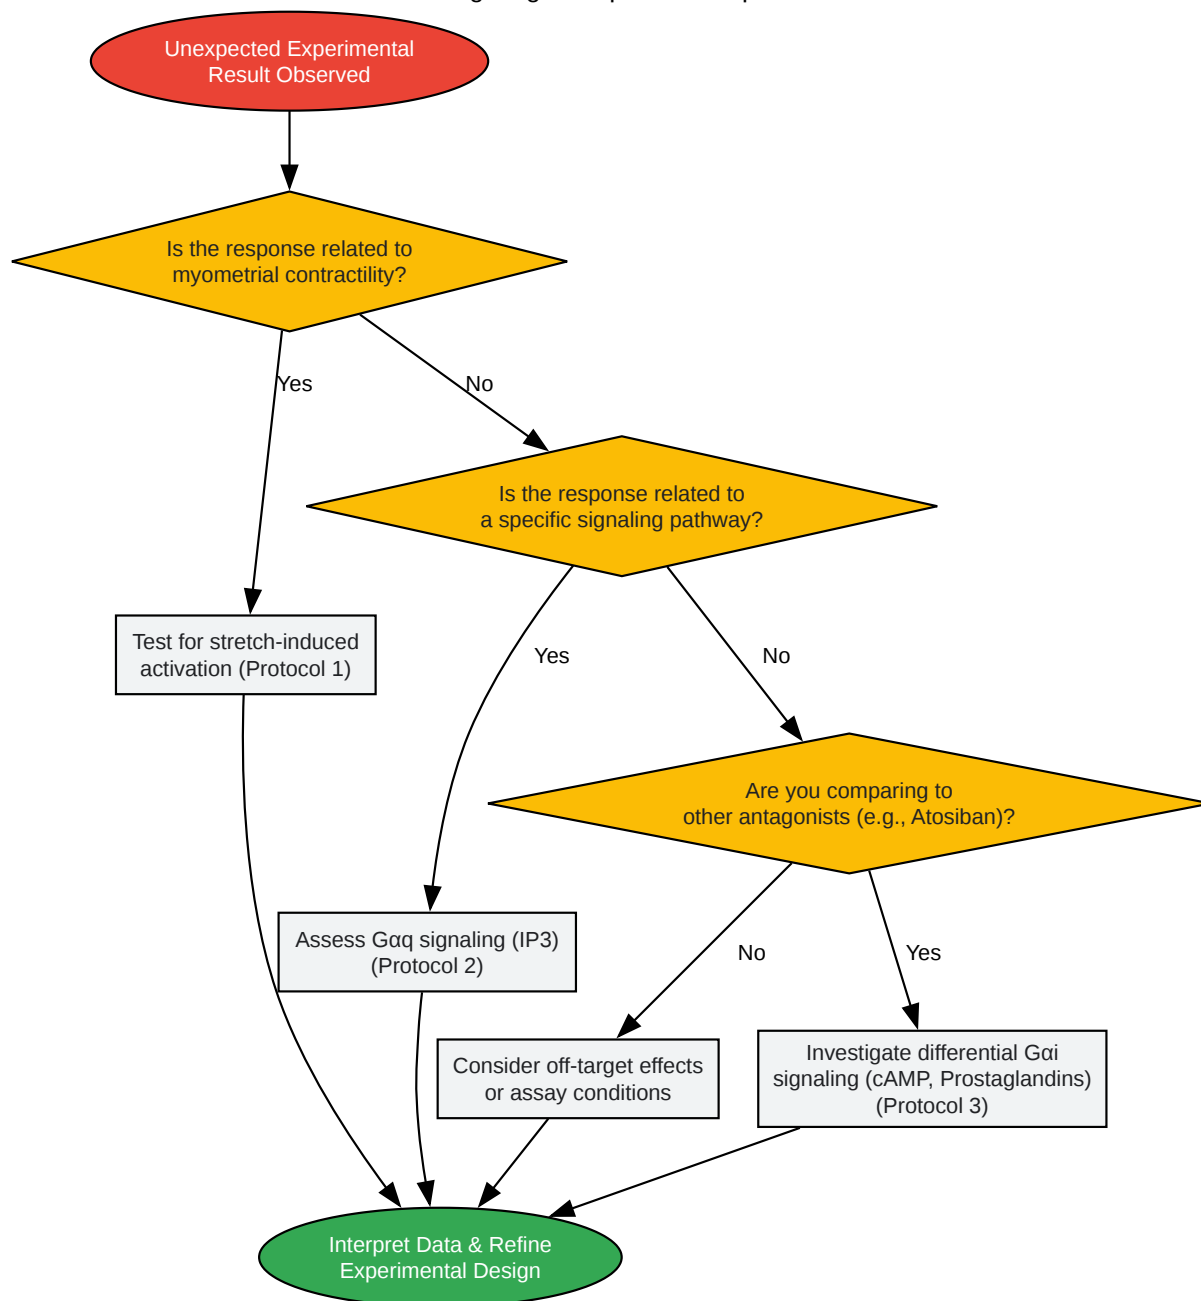 Unexpected Experimental
Result Observed
Is the response related to
myometrial contractility?
Yes
No
Is the response related to
a specific signaling pathway?
Test for stretch-induced
activation (Protocol 1)
Yes
No
Are you comparing to
other antagonists (e.g., Atosiban)?
Assess Gαq signaling (IP3)
(Protocol 2)
No
Yes
Consider off-target effects
or assay conditions
Investigate differential Gαi
signaling (cAMP, Prostaglandins)
(Protocol 3)
Interpret Data & Refine
Experimental Design